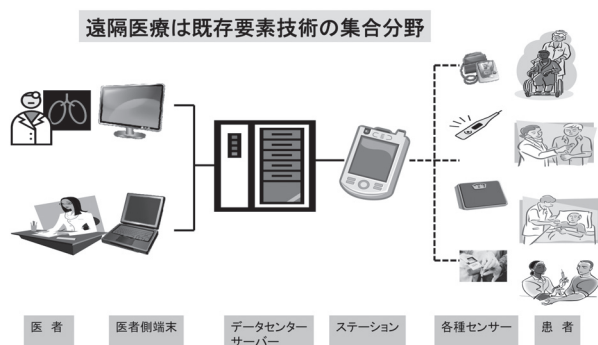 遠隔医療は既存要素技術の集合分野
医者
医者側端末
データセンター
サーバー
ステーション
各種センサー
患者